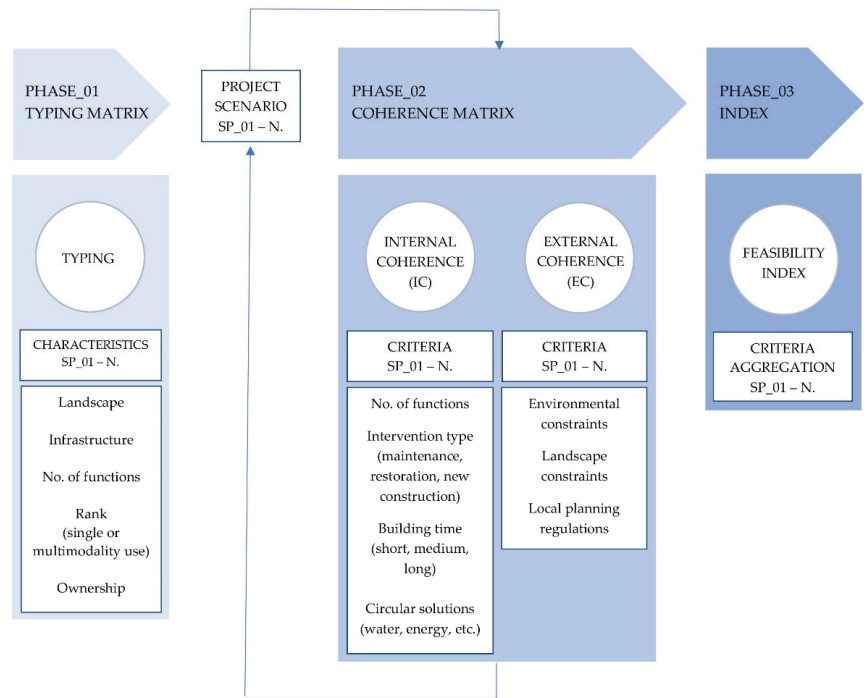 PHASE_01
TYPING MATRIX
PROJECT
SCENARIO
SP_01 – N.
PHASE_02
COHERENCE MATRIX
PHASE_03
INDEX
TYPING
CHARACTERISTICS
SP_01 – N.
Landscape
Infrastructure
No. of functions
Rank
(single or
multimodality use)
Ownership
INTERNAL
COHERENCE
(IC)
CRITERIA
SP_01 – N.
No. of functions
Intervention type
(maintenance,
restoration, new
construction)
Building time
(short, medium,
long)
Circular solutions
(water, energy, etc.)
EXTERNAL
COHERENCE
(EC)
CRITERIA
SP_01 – N.
Environmental
constraints
Landscape
constraints
Local planning
regulations
FEASIBILITY
INDEX
CRITERIA
AGGREGATION
SP_01 – N.